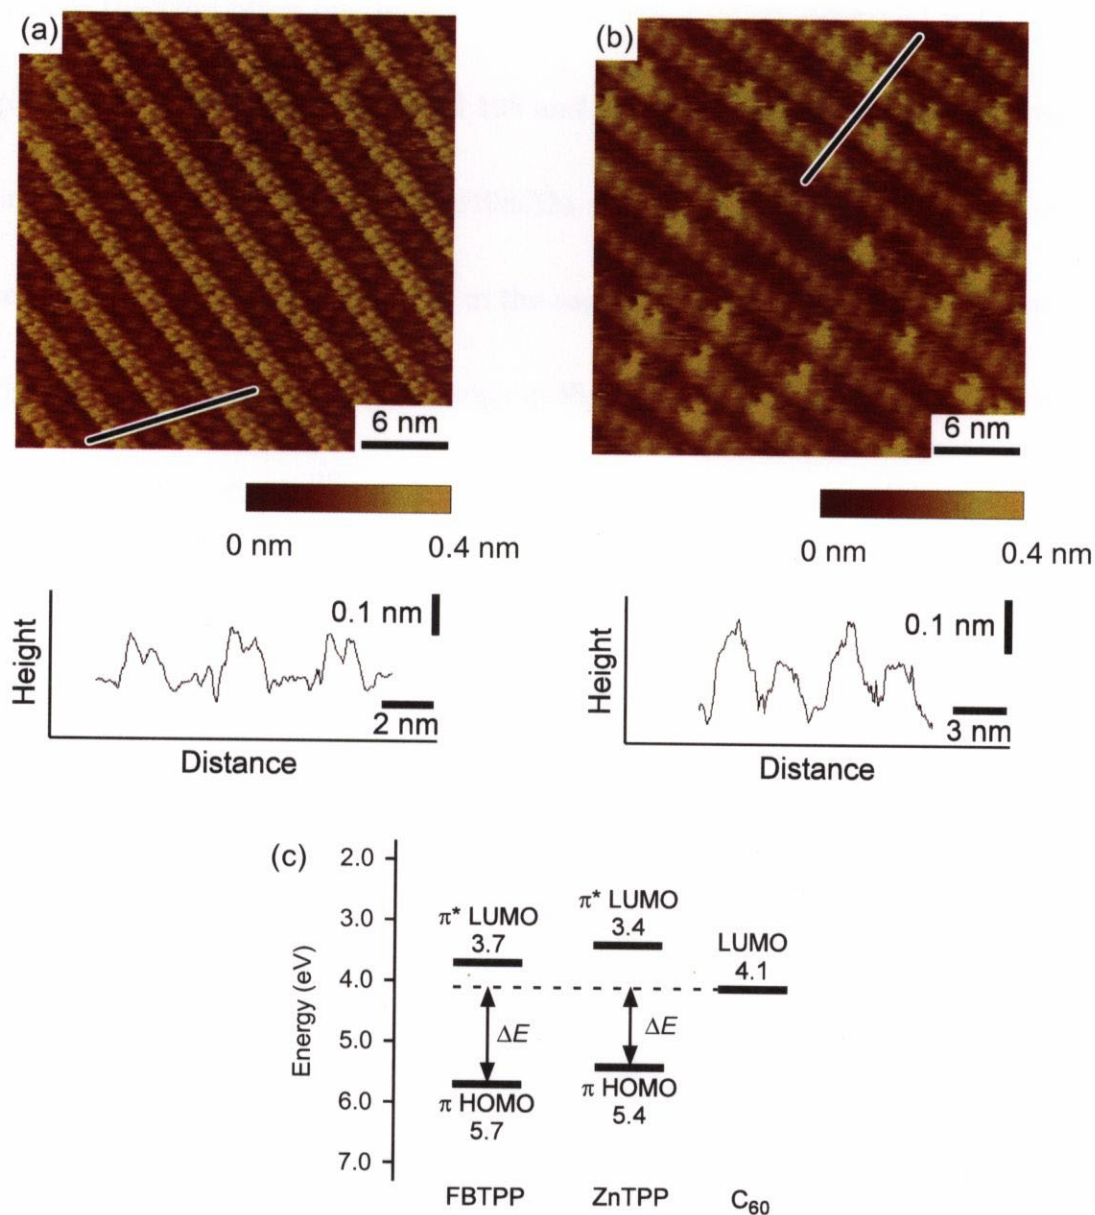 (a)
(b)
6 nm
6 nm
0 nm 0.4 nm
0 nm 0.4 nm
Height
0.1 nm
2 nm
Distance
Height
0.1 nm
3 nm
Distance
(c)
Energy (eV)
2.0
3.0
4.0
5.0
6.0
7.0
π* LUMO
3.7
π* LUMO
3.4
LUMO
4.1
ΔE
ΔE
π HOMO
5.7
π HOMO
5.4
FBTPP ZnTPP C₆₀